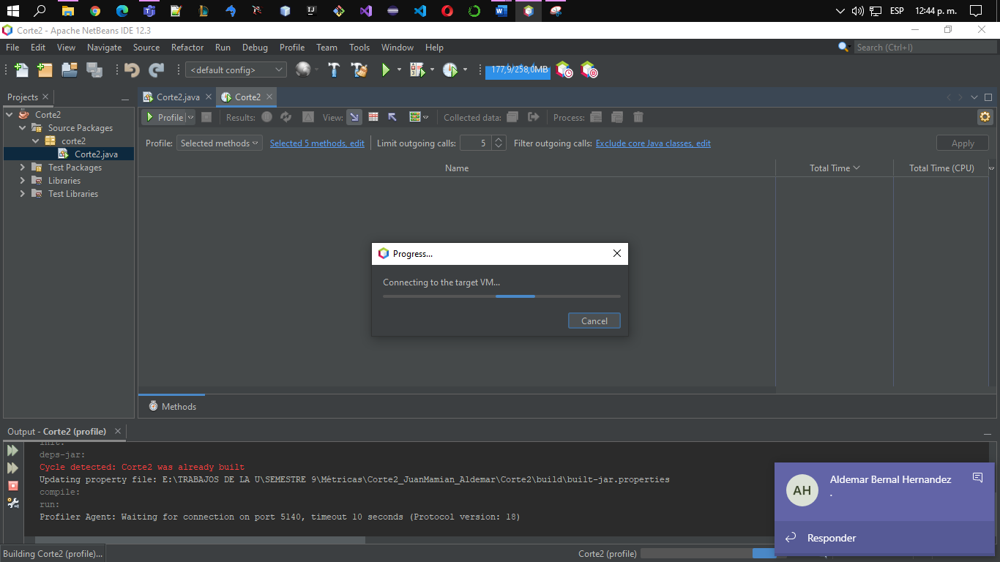 ESP
12:44 p. m.
Corte2 - Apache NetBeans IDE 12.3
File Edit View Navigate Source Refactor Run Debug Profile Team Tools Window Help
Search (Ctrl+I)
<default config>
177,9/258,0MB
Projects
Corte2
Source Packages
corte2
Corte2.java
Test Packages
Libraries
Test Libraries
Corte2.java
Corte2
Profile
Results:
View:
Collected data:
Process:
Profile: Selected methods Selected 5 methods, edit Limit outgoing calls: 5 Filter outgoing calls: Exclude core Java classes, edit
Apply
Name
Total Time
Total Time (CPU)
Progress...
Connecting to the target VM...
Cancel
Methods
Output - Corte2 (profile)
init:
deps-jar:
Cycle detected: Corte2 was already built
Updating property file: E:\TRABAJOS DE LA U\SEMESTRE 9\Métricas\Corte2_JuanMamian_Aldemar\Corte2\build\built-jar.properties
compile:
run:
Profiler Agent: Waiting for connection on port 5140, timeout 10 seconds (Protocol version: 18)
AH
Aldemar Bernal Hernandez
.
Responder
Building Corte2 (profile)...
Corte2 (profile)